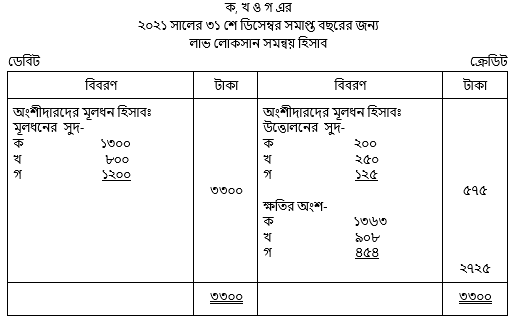 ক, খ ও গ এর
২০২১ সালের ৩১ শে ডিসেম্বর সমাপ্ত বছরের জন্য
লাভ লোকসান সমন্বয় হিসাব
ডেবিট ক্রেডিট
বিবরণ টাকা বিবরণ টাকা
অংশীদারদের মূলধন হিসাবঃ অংশীদারদের মূলধন হিসাবঃ
মূলধনের সুদ- উত্তোলনের সুদ-
ক ১৩০০ ক ২০০
খ ৮০০ খ ২৫০
গ ১২০০ গ ১২৫
৩৩০০ ৫৭৫
ক্ষতির অংশ-
ক ১৩৬৩
খ ৯০৮
গ ৪৫৪
২৭২৫
৩৩০০ ৩৩০০